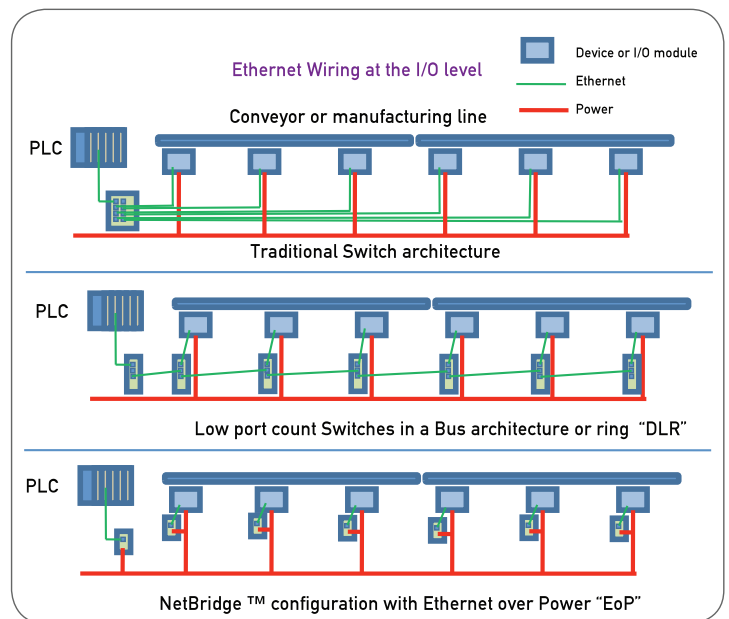 Ethernet Wiring at the I/O level
Device or I/O module
Ethernet
Power
Conveyor or manufacturing line
PLC
Traditional Switch architecture
PLC
Low port count Switches in a Bus architecture or ring “DLR”
PLC
NetBridge ™ configuration with Ethernet over Power “EoP”